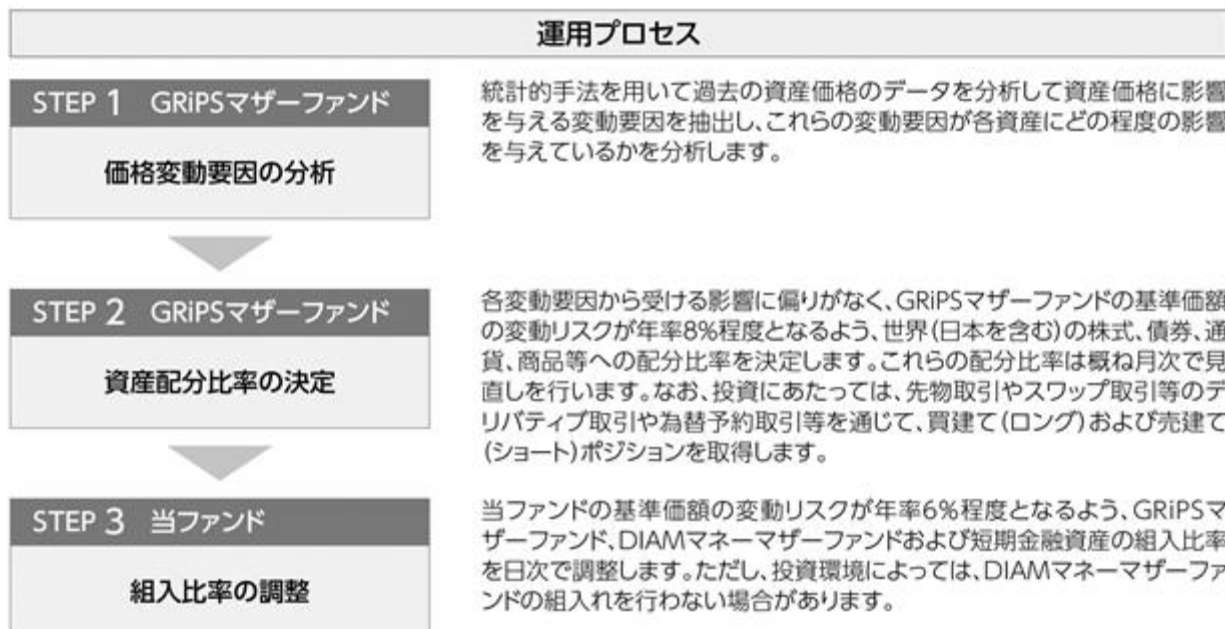 運用プロセス
STEP 1 GRiPSマザーファンド
価格変動要因の分析
統計的手法を用いて過去の資産価格のデータを分析して資産価格に影響
を与える変動要因を抽出し、これらの変動要因が各資産にどの程度の影響
を与えているかを分析します。
STEP 2 GRiPSマザーファンド
資産配分比率の決定
各変動要因から受ける影響に偏りがなく、GRiPSマザーファンドの基準価額
の変動リスクが年率8%程度となるよう、世界(日本を含む)の株式、債券、通
貨、商品等への配分比率を決定します。これらの配分比率は概ね月次で見
直しを行います。なお、投資にあたっては、先物取引やスワップ取引等のデ
リバティブ取引や為替予約取引等を通じて、買建て(ロング)および売建て
(ショート)ポジションを取得します。
STEP 3 当ファンド
組入比率の調整
当ファンドの基準価額の変動リスクが年率6%程度となるよう、GRiPSマ
ザーファンド、DIAMマネーマザーファンドおよび短期金融資産の組入比率
を日次で調整します。ただし、投資環境によっては、DIAMマネーマザーファ
ンドの組入れを行わない場合があります。